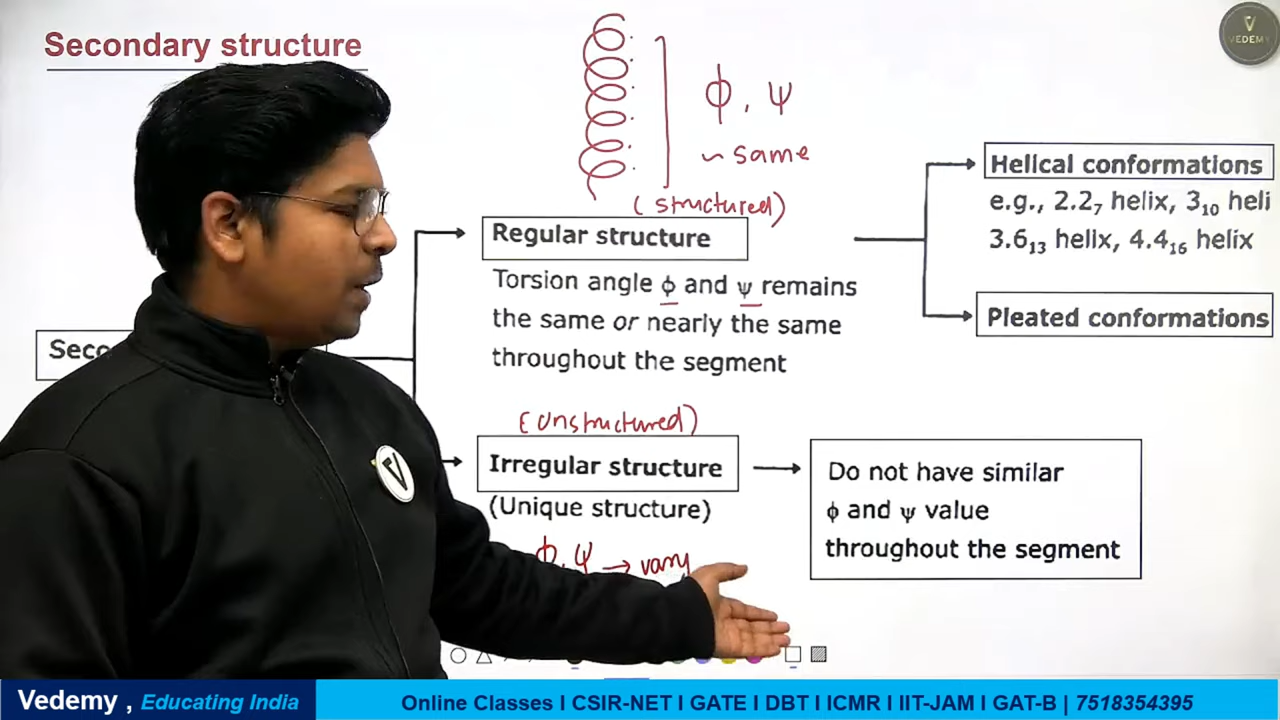 Secondary structure
VEDEMY
ϕ, ψ
~ same
(structured)
Regular structure
Torsion angle ϕ and ψ remains
the same or nearly the same
throughout the segment
Helical conformations
e.g., 2.2₇ helix, 3₁₀ heli
3.6₁₃ helix, 4.4₁₆ helix
Pleated conformations
(unstructured)
Irregular structure
(Unique structure)
ϕ, ψ → vary
Do not have similar
ϕ and ψ value
throughout the segment
Vedemy , Educating India
Online Classes I CSIR-NET I GATE I DBT I ICMR I IIT-JAM I GAT-B | 7518354395